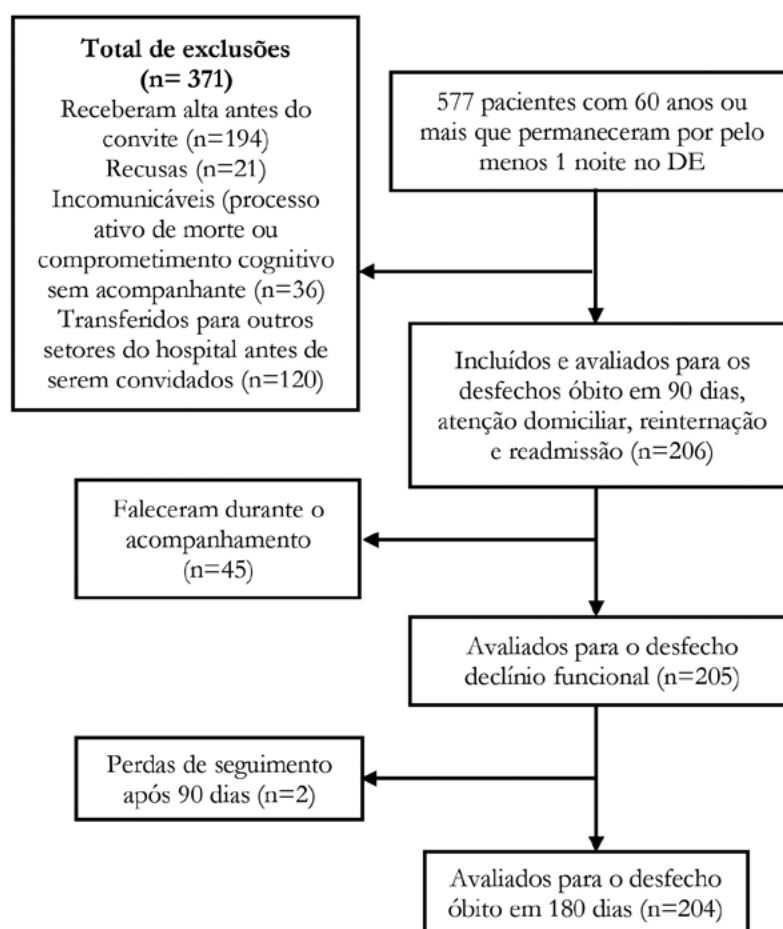 Total de exclusões
(n= 371)
Receberam alta antes do
convite (n=194)
Recusas (n=21)
Incomunicáveis (processo
ativo de morte ou
comprometimento cognitivo
sem acompanhante (n=36)
Transferidos para outros
setores do hospital antes de
serem convidados (n=120)
577 pacientes com 60 anos ou
mais que permaneceram por pelo
menos 1 noite no DE
Incluídos e avaliados para os
desfechos óbito em 90 dias,
atenção domiciliar, reinternação
e readmissão (n=206)
Faleceram durante o
acompanhamento
(n=45)
Avaliados para o desfecho
declínio funcional (n=205)
Perdas de seguimento
após 90 dias (n=2)
Avaliados para o desfecho
óbito em 180 dias (n=204)